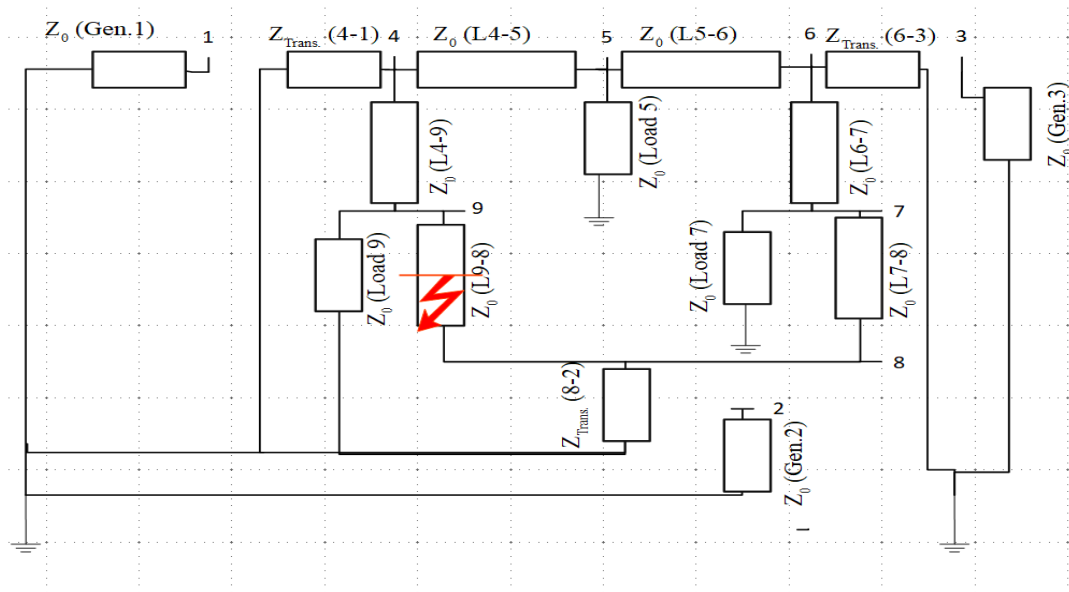 Z0 (Gen.1)
1
ZTrans. (4-1)
4
Z0 (L4-5)
5
Z0 (L5-6)
6
ZTrans. (6-3)
3
Z0 (Gen.3)
Z0 (L4-9)
Z0 (Load 5)
Z0 (L6-7)
9
7
Z0 (Load 9)
Z0 (L9-8)
Z0 (Load 7)
Z0 (L7-8)
8
ZTrans. (8-2)
2
Z0 (Gen.2)